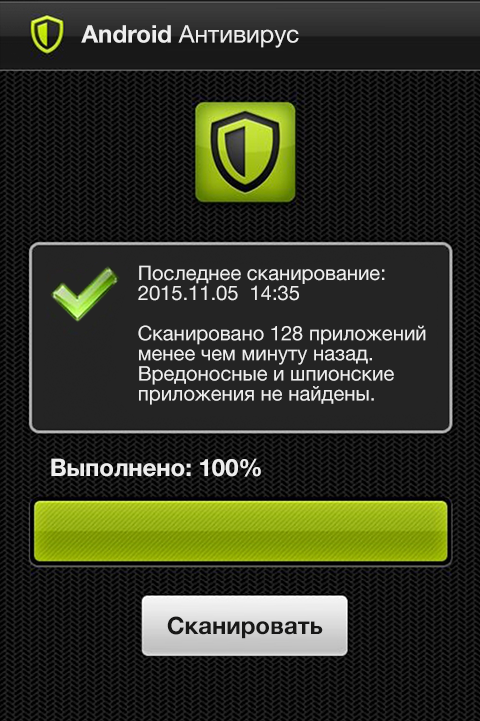 Android Антивирус
Последнее сканирование:
2015.11.05 14:35
Сканировано 128 приложений
менее чем минуту назад.
Вредоносные и шпионские
приложения не найдены.
Выполнено: 100%
Сканировать